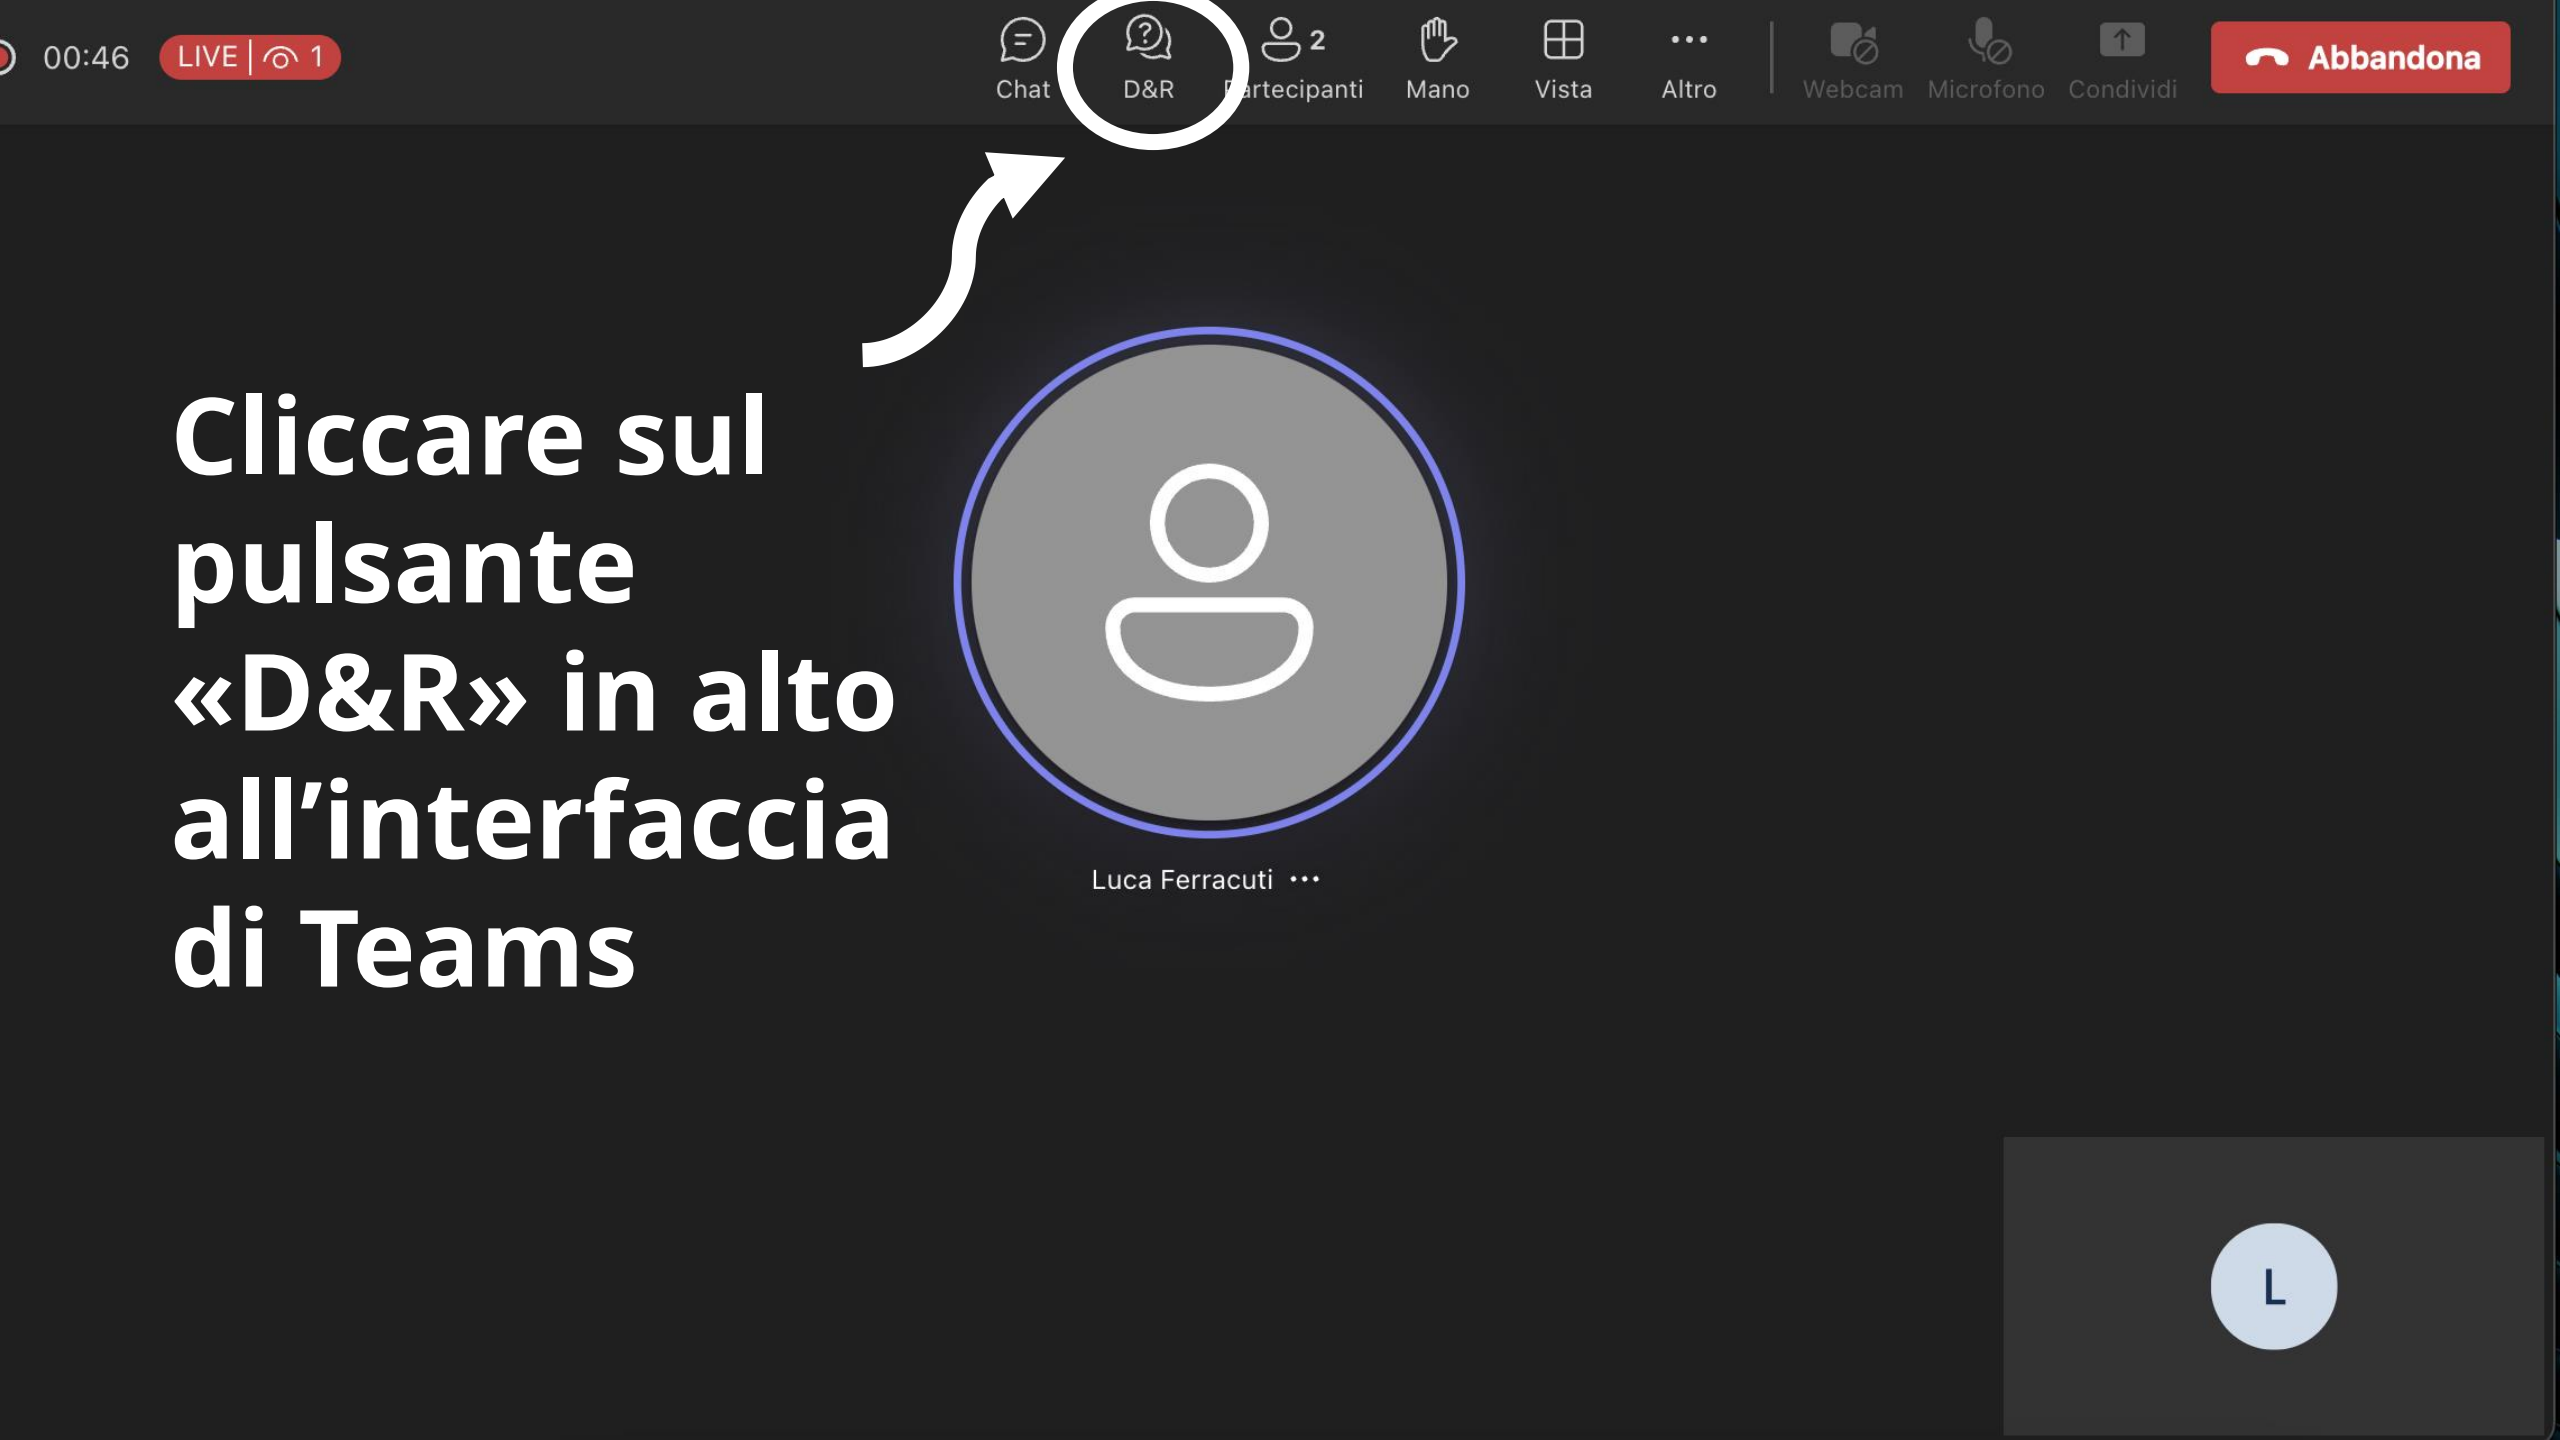 00:46
LIVE 1
Chat
D&R
2
Partecipanti
Mano
Vista
Altro
Webcam
Microfono
Condividi
Abbandona
Cliccare sul
pulsante
«D&R» in alto
all’interfaccia
di Teams
Luca Ferracuti
L